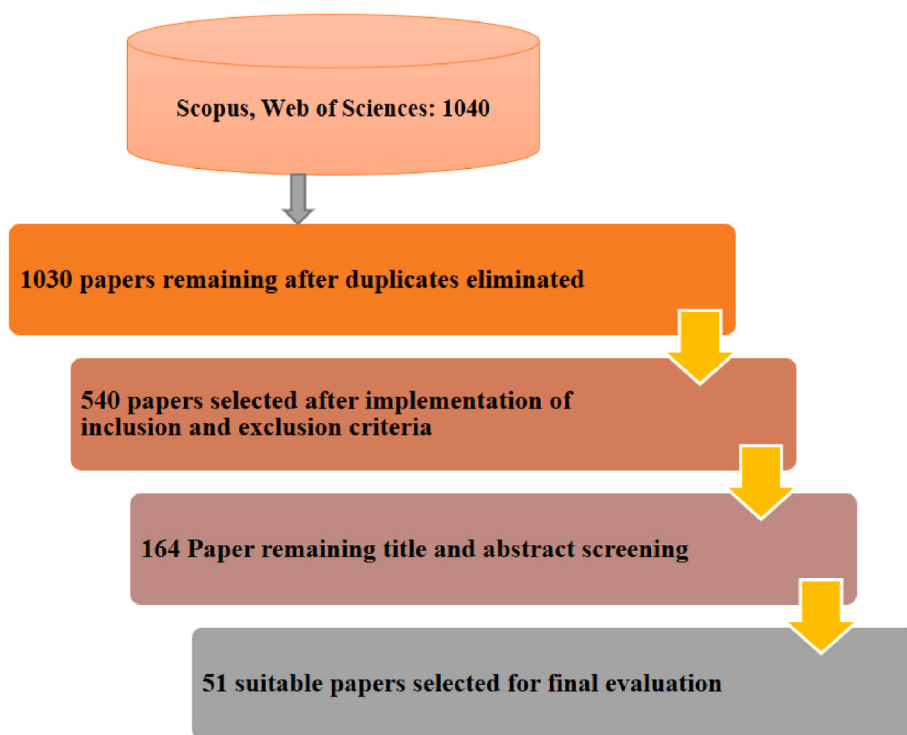 Scopus, Web of Sciences: 1040
1030 papers remaining after duplicates eliminated
540 papers selected after implementation of
inclusion and exclusion criteria
164 Paper remaining title and abstract screening
51 suitable papers selected for final evaluation